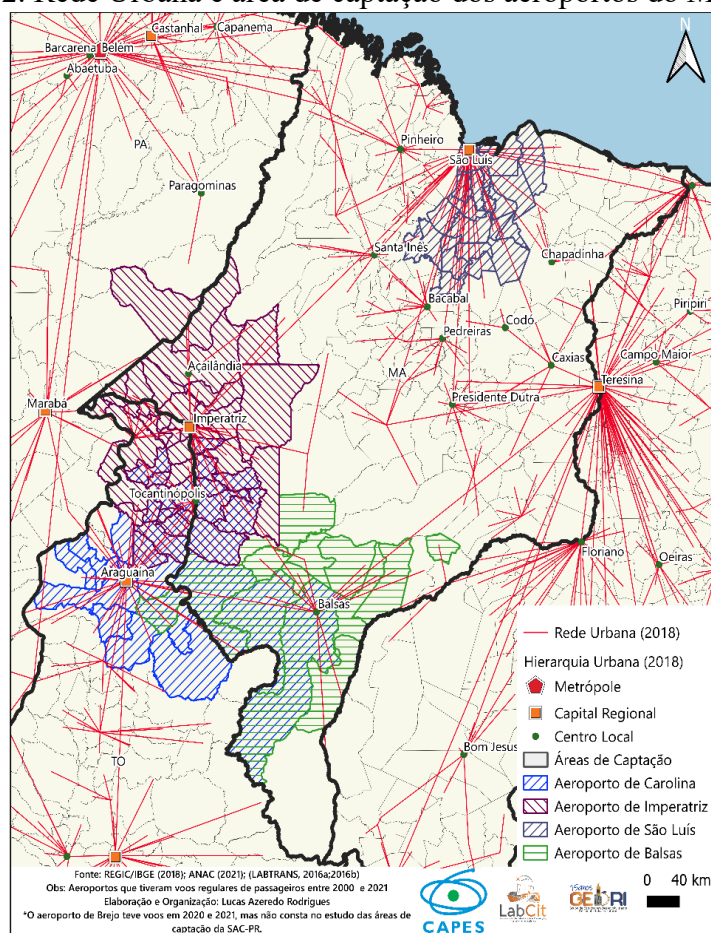 2. Rede Urbana e área de captação dos aeroportos do M
Castanhal
Capanema
Barcarena
Belém
Abaetuba
N
PA
Pinheiro
São Luís
Paragominas
Santa Inês
Chapadinha
Bacabal
Piripiri
Pedreiras
Codó
Açailândia
MA
Caxias
Campo Maior
Teresina
Marabá
Presidente Dutra
Imperatriz
Tocantinópolis
Floriano
Oeiras
Araguaina
Balsas
Bom Jesus
TO
Rede Urbana (2018)
Hierarquia Urbana (2018)
Metrópole
Capital Regional
Centro Local
Áreas de Captação
Aeroporto de Carolina
Aeroporto de Imperatriz
Aeroporto de São Luís
Aeroporto de Balsas
Fonte: REGIC/IBGE (2018); ANAC (2021); (LABTRANS, 2016a;2016b)
Obs: Aeroportos que tiveram voos regulares de passageiros entre 2000 e 2021
Elaboração e Organização: Lucas Azeredo Rodrigues
*O aeroporto de Brejo teve voos em 2020 e 2021, mas não consta no estudo das áreas de
captação da SAC-PR.
CAPES
LabCit
15anos
0 40 km